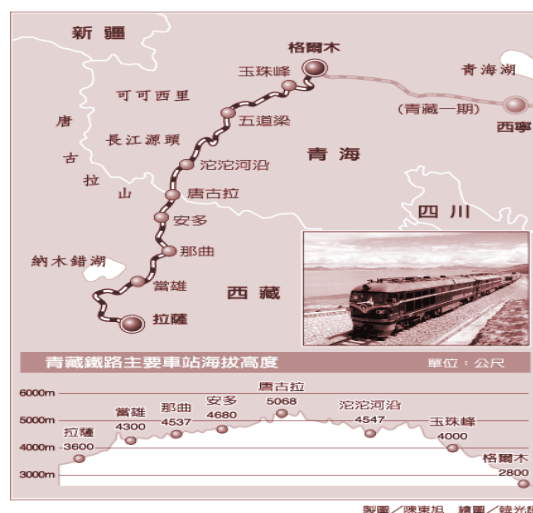 新疆
格爾木
青海湖
玉珠峰
可可西里
(青藏一期)
西寧
五道梁
唐古拉山
長江源頭
青海
沱沱河沿
唐古拉
四川
安多
那曲
納木錯湖
當雄
西藏
拉薩
青藏鐵路主要車站海拔高度
單位：公尺
6000m
5000m
4000m
3000m
拉薩
3600
當雄
4300
那曲
4537
安多
4680
唐古拉
5068
沱沱河沿
4547
玉珠峰
4000
格爾木
2800
製圖／陳東旭 繪圖／韓光